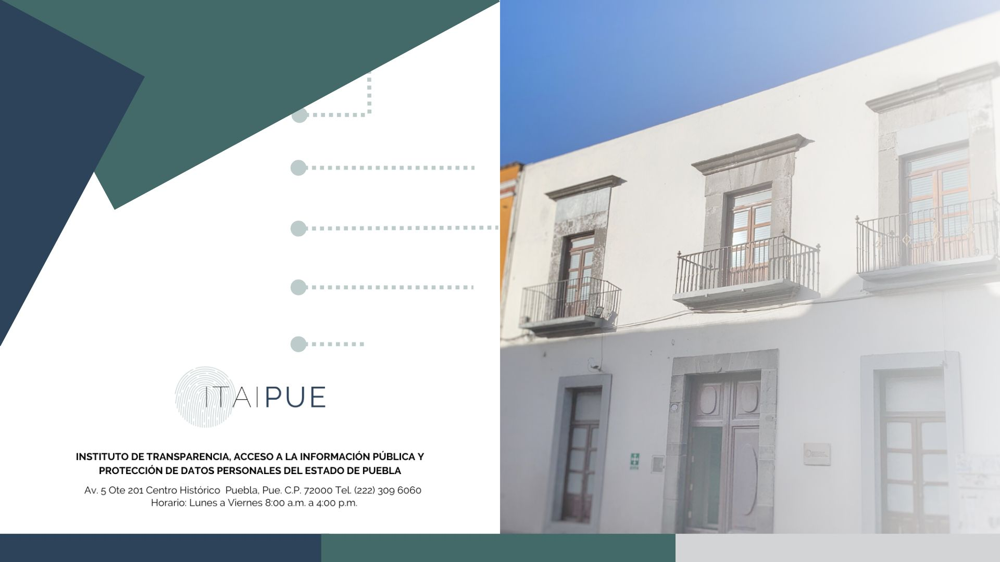 ITAIPUE
INSTITUTO DE TRANSPARENCIA, ACCESO A LA INFORMACIÓN PÚBLICA Y
PROTECCIÓN DE DATOS PERSONALES DEL ESTADO DE PUEBLA
Av. 5 Ote 201 Centro Histórico Puebla, Pue. C.P. 72000 Tel. (222) 309 6060
Horario: Lunes a Viernes 8:00 a.m. a 4:00 p.m.